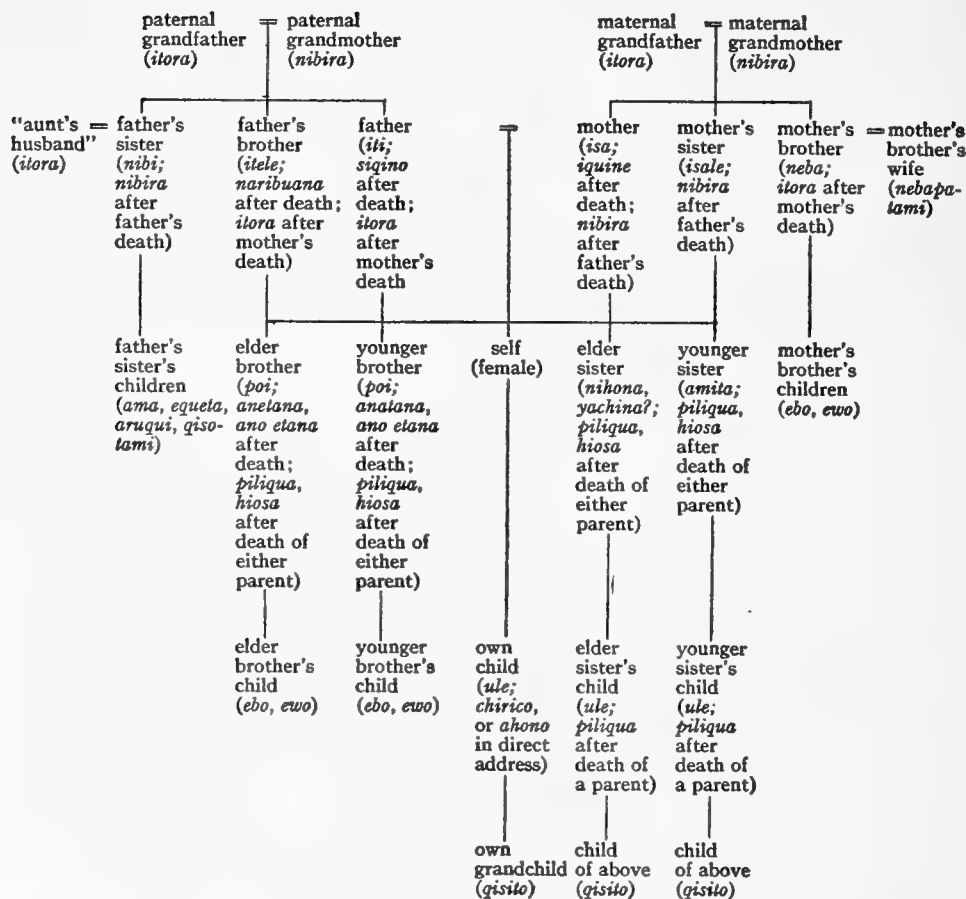 paternal
grandfather
(itora)
paternal
grandmother
(nibira)
maternal
grandfather
(itora)
maternal
grandmother
(nibira)
"aunt's
husband"
(itora)
father's
sister
(nibi;
nibira
after
father's
death)
father's
brother
(itele;
naribuana
after death;
itora after
mother's
death)
father
(iti;
siqino
after
death;
itora
after
mother's
death
mother
(isa;
iquine
after
death;
nibira
after
father's
death)
mother's
sister
(isale;
nibira
after
father's
death)
mother's
brother
(neba;
itora after
mother's
death)
mother's
brother's
wife
(nebapa-
tami)
father's
sister's
children
(ama, equeta,
aruqui, qiso-
tami)
elder
brother
(poi;
anetana,
ano etana
after
death;
piliqua,
hiosa
after
death of
either
parent)
younger
brother
(poi;
anatana,
ano etana
after
death;
piliqua,
hiosa
after
death of
either
parent)
self
(female)
elder
sister
(nihona,
yachina?;
piliqua,
hiosa
after
death of
either
parent)
younger
sister
(amita;
piliqua,
hiosa
after
death of
either
parent)
mother's
brother's
children
(ebo, ewo)
elder
brother's
child
(ebo, ewo)
younger
brother's
child
(ebo, ewo)
own
child
(ule;
chirico,
or ahono
in direct
address)
elder
sister's
child
(ule;
piliqua
after
death of
a parent)
younger
sister's
child
(ule;
piliqua
after
death of
a parent)
own
grandchild
(qisito)
child
of above
(qisito)
child
of above
(qisito)